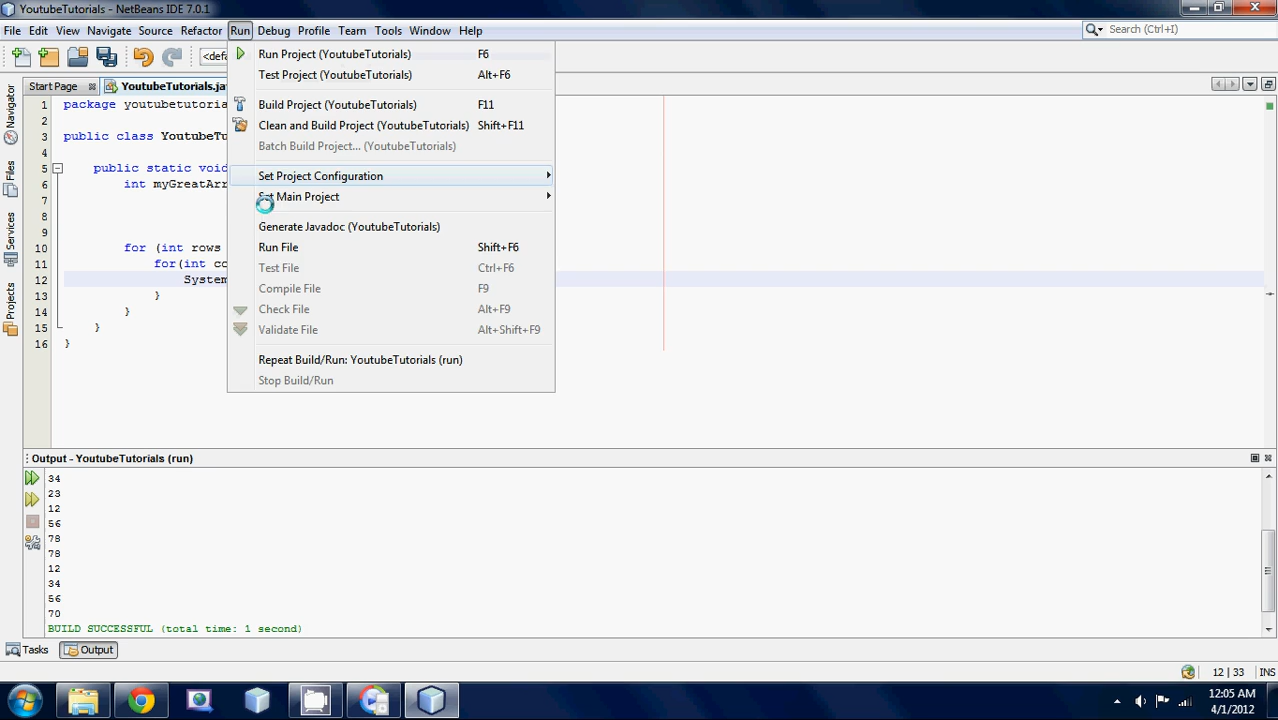 YoutubeTutorials - NetBeans IDE 7.0.1
File Edit View Navigate Source Refactor Run Debug Profile Team Tools Window Help
Search (Ctrl+I)
<def
Start Page
YoutubeTutorials.ja
Run Project (YoutubeTutorials) F6
Test Project (YoutubeTutorials) Alt+F6
Build Project (YoutubeTutorials) F11
Clean and Build Project (YoutubeTutorials) Shift+F11
Batch Build Project... (YoutubeTutorials)
Set Project Configuration
Set Main Project
Generate Javadoc (YoutubeTutorials)
Run File Shift+F6
Test File Ctrl+F6
Compile File F9
Check File Alt+F9
Validate File Alt+Shift+F9
Repeat Build/Run: YoutubeTutorials (run)
Stop Build/Run
Navigator
Files
Services
Projects
1 package youtubetutoria
2
3 public class YoutubeTu
4
5 public static void
6 int myGreatArr
7
8
9
10 for (int rows
11 for(int co
12 System
13 }
14 }
15 }
16 }
Output - YoutubeTutorials (run)
34
23
12
56
78
78
12
34
56
70
BUILD SUCCESSFUL (total time: 1 second)
Tasks Output
12 | 33 INS
12:05 AM
4/1/2012